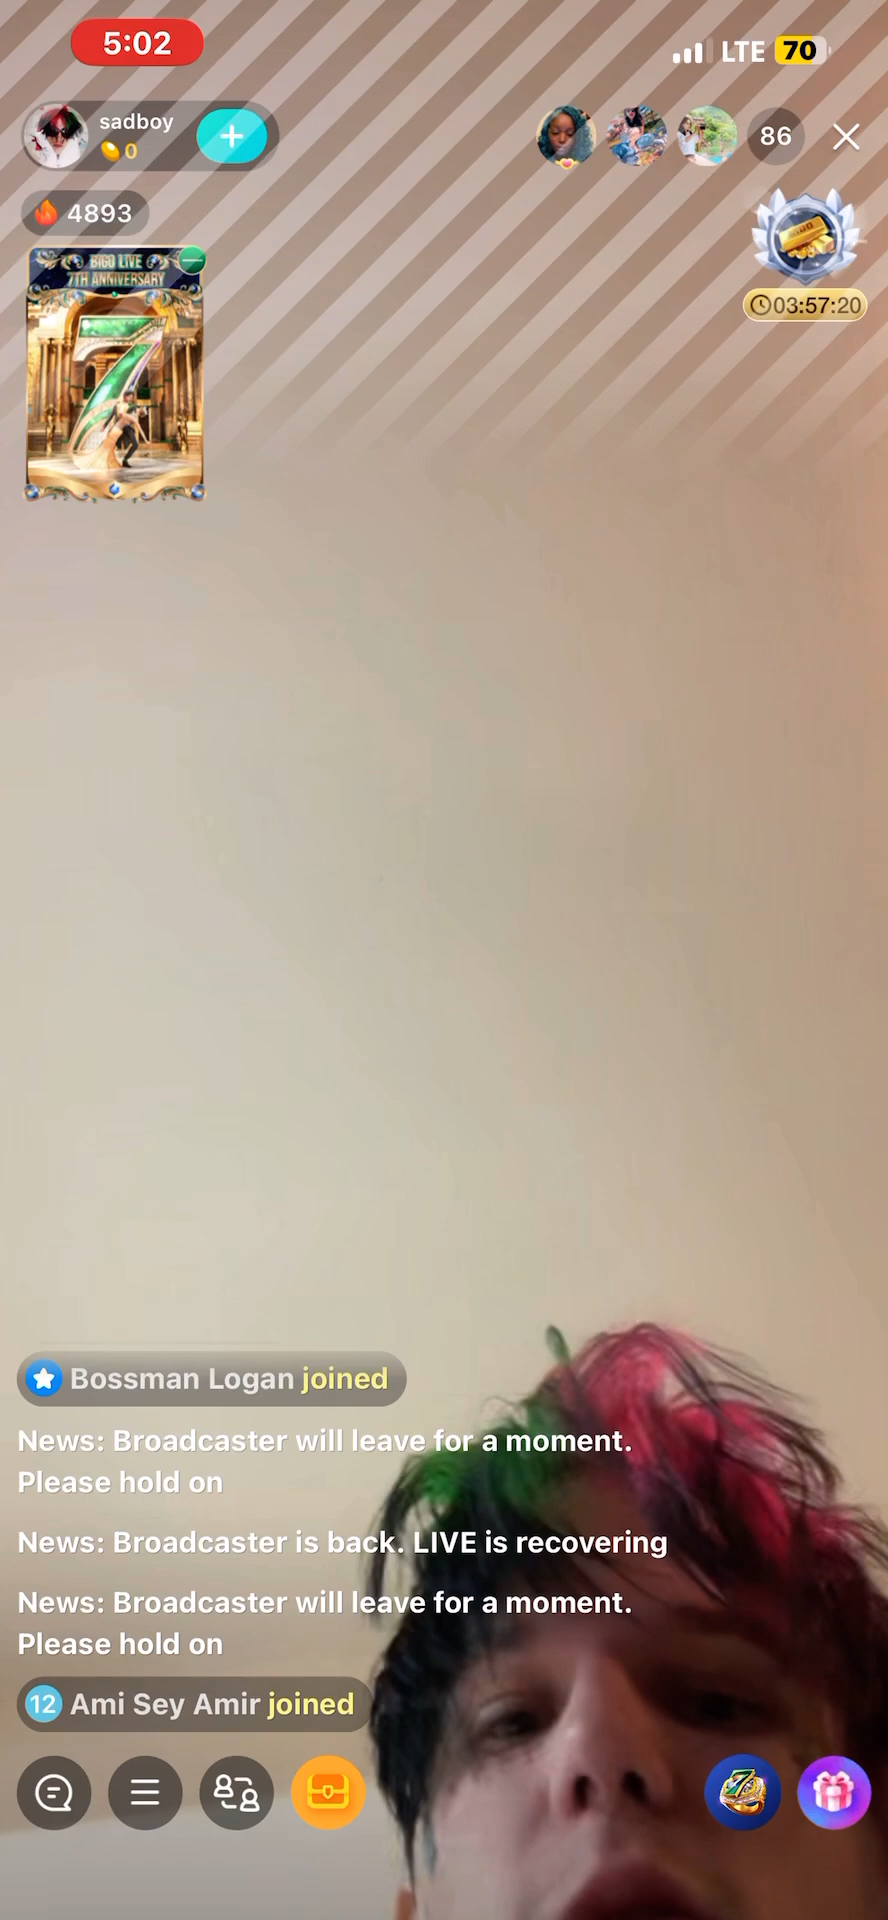 5:02
LTE 70
sadboy
0
86
4893
BIGO LIVE
7TH ANNIVERSARY
7
03:57:20
Bossman Logan joined
News: Broadcaster will leave for a moment.
Please hold on
News: Broadcaster is back. LIVE is recovering
News: Broadcaster will leave for a moment.
Please hold on
12 Ami Sey Amir joined
7